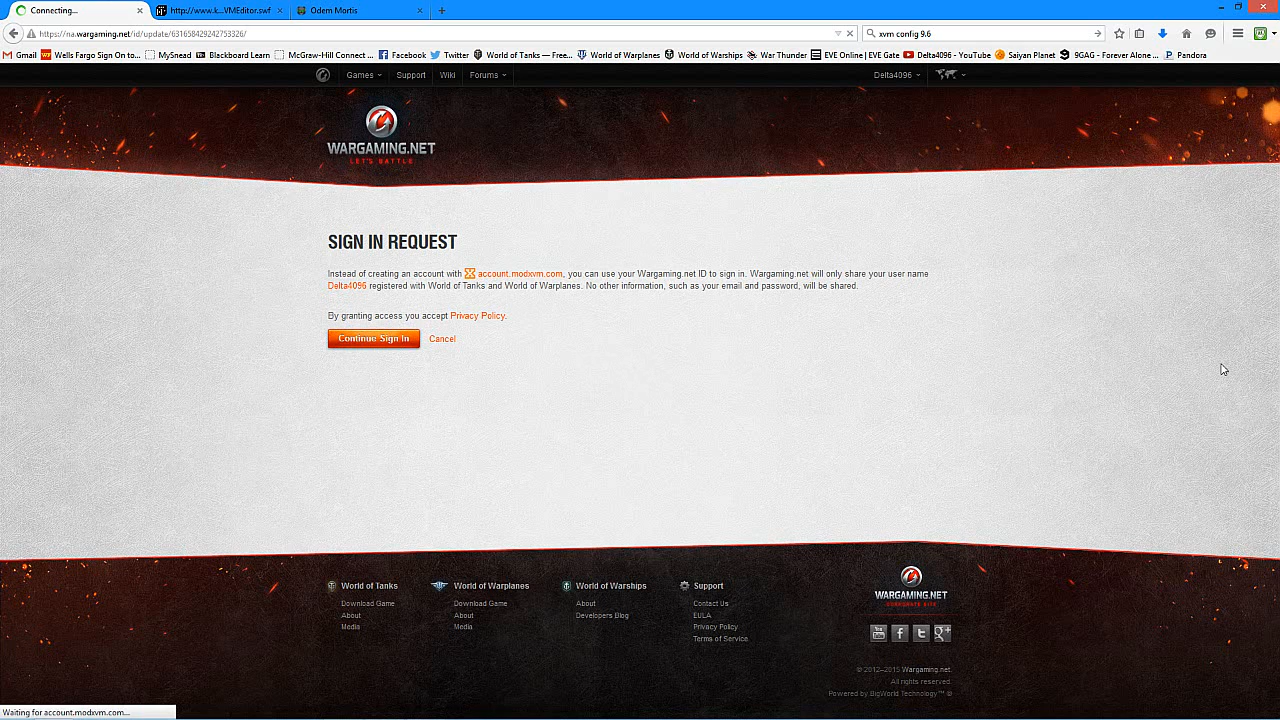 Connecting...
http://www.k...VMEditor.swf
Odem Mortis
https://na.wargaming.net/id/update/631658429242753326/
xvm config 9.6
Gmail
Wells Fargo Sign On to...
MySnead
Blackboard Learn
McGraw-Hill Connect ...
Facebook
Twitter
World of Tanks — Free...
World of Warplanes
World of Warships
War Thunder
EVE Online | EVE Gate
Delta4096 - YouTube
Saiyan Planet
9GAG - Forever Alone ...
Pandora
Games
Support
Wiki
Forums
Delta4096
WARGAMING.NET
LET'S BATTLE
SIGN IN REQUEST
Instead of creating an account with account.modxvm.com, you can use your Wargaming.net ID to sign in. Wargaming.net will only share your user name
Delta4096 registered with World of Tanks and World of Warplanes. No other information, such as your email and password, will be shared.
By granting access you accept Privacy Policy.
Continue Sign In
Cancel
World of Tanks
Download Game
About
Media
World of Warplanes
Download Game
About
Media
World of Warships
About
Developers Blog
Support
Contact Us
EULA
Privacy Policy
Terms of Service
WARGAMING.NET
CORPORATE SITE
© 2012–2015 Wargaming.net.
All rights reserved.
Powered by BigWorld Technology™ ©
Waiting for account.modxvm.com...